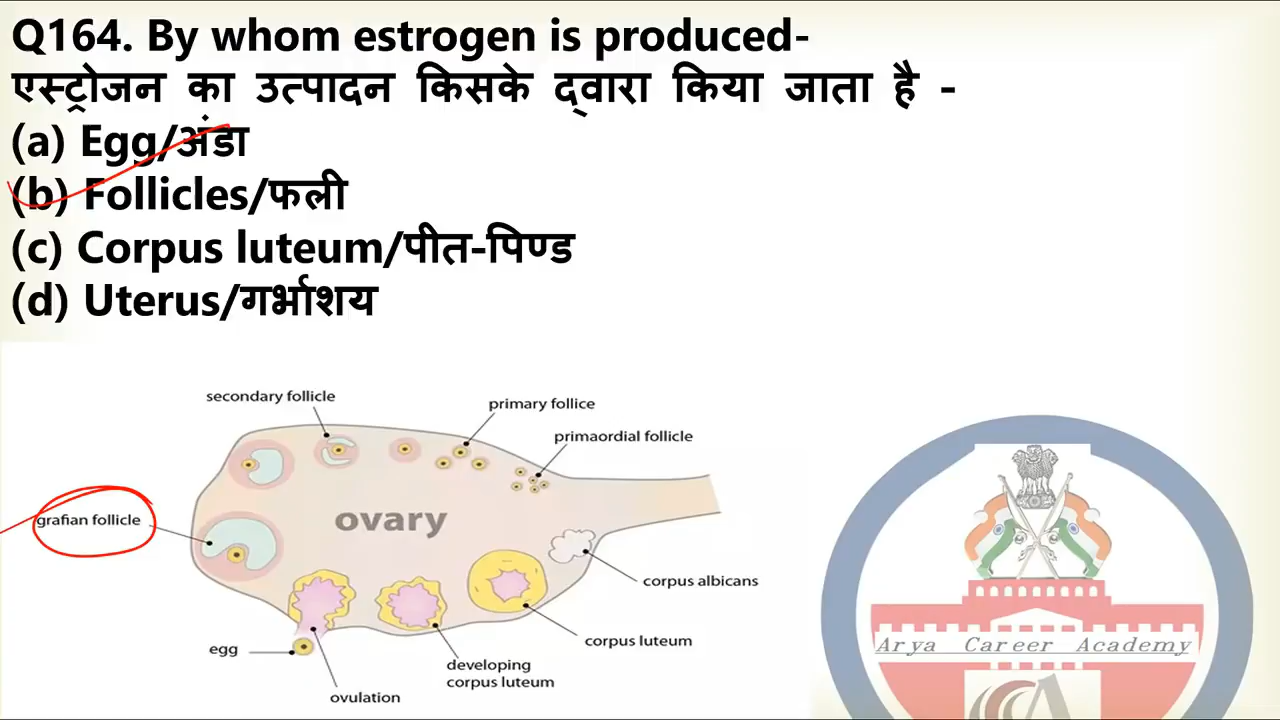 Q164. By whom estrogen is produced-
एस्ट्रोजन का उत्पादन किसके द्वारा किया जाता है -
(a) Egg/अंडा
(b) Follicles/फली
(c) Corpus luteum/पीत-पिण्ड
(d) Uterus/गर्भाशय
secondary follicle
primary follice
primaordial follicle
grafian follicle
ovary
corpus albicans
corpus luteum
egg
developing
corpus luteum
ovulation
Arya Career Academy